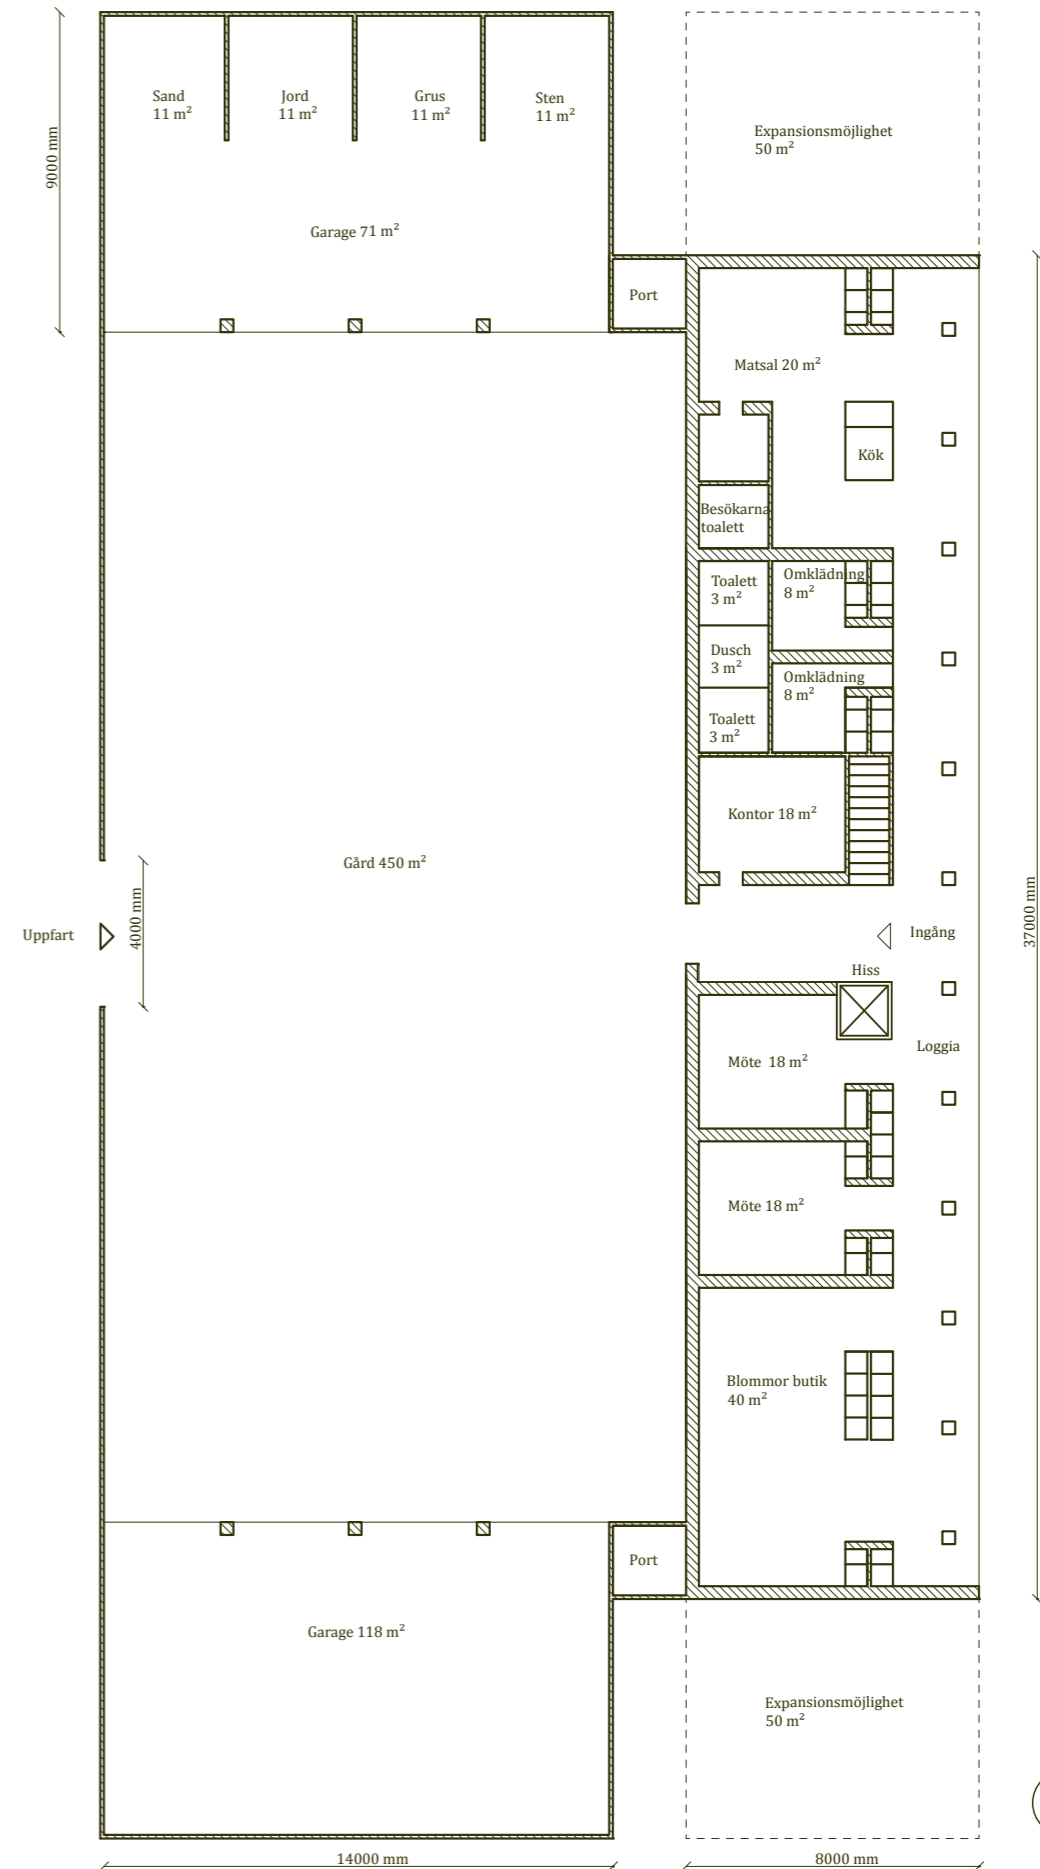 Sand
11 m²
Jord
11 m²
Grus
11 m²
Sten
11 m²
Expansionsmöjlighet
50 m²
9000 mm
Garage 71 m²
Port
Matsal 20 m²
Kök
Besökarna
toalett
Toalett
3 m²
Omklädning
8 m²
Dusch
3 m²
Omklädning
8 m²
Toalett
3 m²
Kontor 18 m²
Gård 450 m²
4000 mm
Uppfart
Ingång
37000 mm
Hiss
Loggia
Möte 18 m²
Möte 18 m²
Blommor butik
40 m²
Port
Garage 118 m²
Expansionsmöjlighet
50 m²
14000 mm
8000 mm